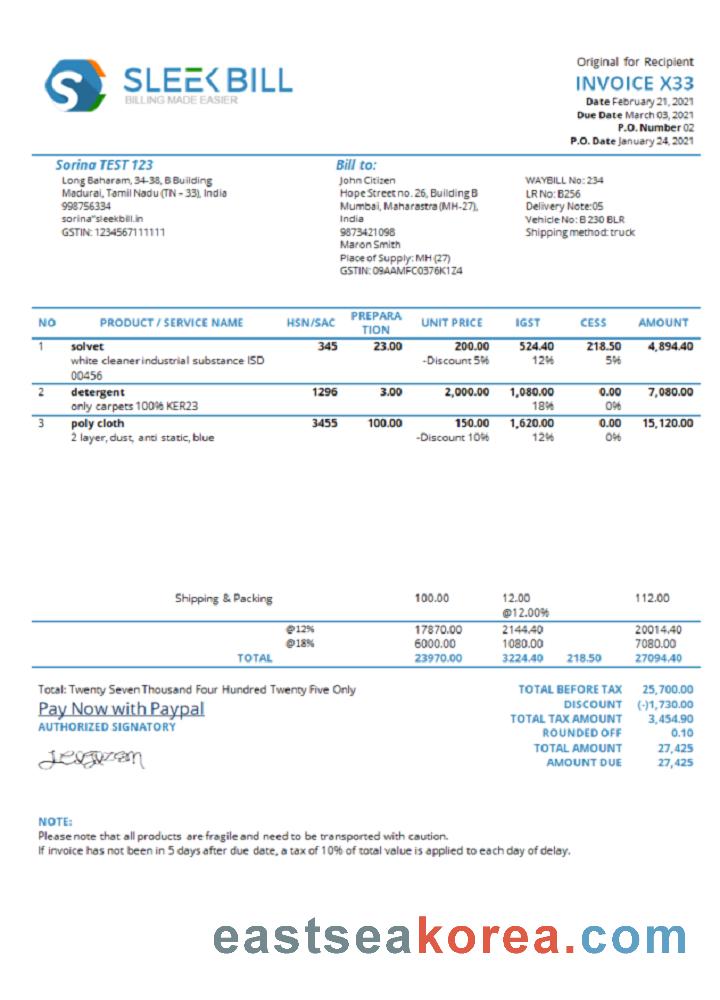 SLEEK BILL
BILLING MADE EASIER
Original for Recipient
INVOICE X33
Date February 21, 2021
Due Date March 03, 2021
P.O. Number 02
P.O. Date January 24, 2021
Sorina TEST 123
Long Baharam, 34-38, B Building
Madurai, Tamil Nadu (TN - 33), India
998756334
sorina"sleekbill.in
GSTIN: 1234567111111
Bill to:
John Citizen
Hope Street no. 26, Building B
Mumbai, Maharastra (MH-27),
India
9873421098
Maron Smith
Place of Supply: MH (27)
GSTIN: 09AAMFC0376K1Z4
WAYBILL No: 234
LR No: B256
Delivery Note:05
Vehicle No: B 230 BLR
Shipping method: truck
NO PRODUCT / SERVICE NAME HSN/SAC PREPARA TION UNIT PRICE IGST CESS AMOUNT
1 solvet 345 23.00 200.00 524.40 218.50 4,894.40
white cleaner industrial substance ISD -Discount 5% 12% 5%
00456
2 detergent 1296 3.00 2,000.00 1,080.00 0.00 7,080.00
only carpets 100% KER23 18% 0%
3 poly cloth 3455 100.00 150.00 1,620.00 0.00 15,120.00
2 layer, dust, anti static, blue -Discount 10% 12% 0%
Shipping & Packing 100.00 12.00 112.00
@12.00%
@12% 17870.00 2144.40 20014.40
@18% 6000.00 1080.00 7080.00
TOTAL 23970.00 3224.40 218.50 27094.40
Total: Twenty Seven Thousand Four Hundred Twenty Five Only
Pay Now with Paypal
AUTHORIZED SIGNATORY
TOTAL BEFORE TAX 25,700.00
DISCOUNT (-)1,730.00
TOTAL TAX AMOUNT 3,454.90
ROUNDED OFF 0.10
TOTAL AMOUNT 27,425
AMOUNT DUE 27,425
NOTE:
Please note that all products are fragile and need to be transported with caution.
If invoice has not been in 5 days after due date, a tax of 10% of total value is applied to each day of delay.
eastseakorea.com